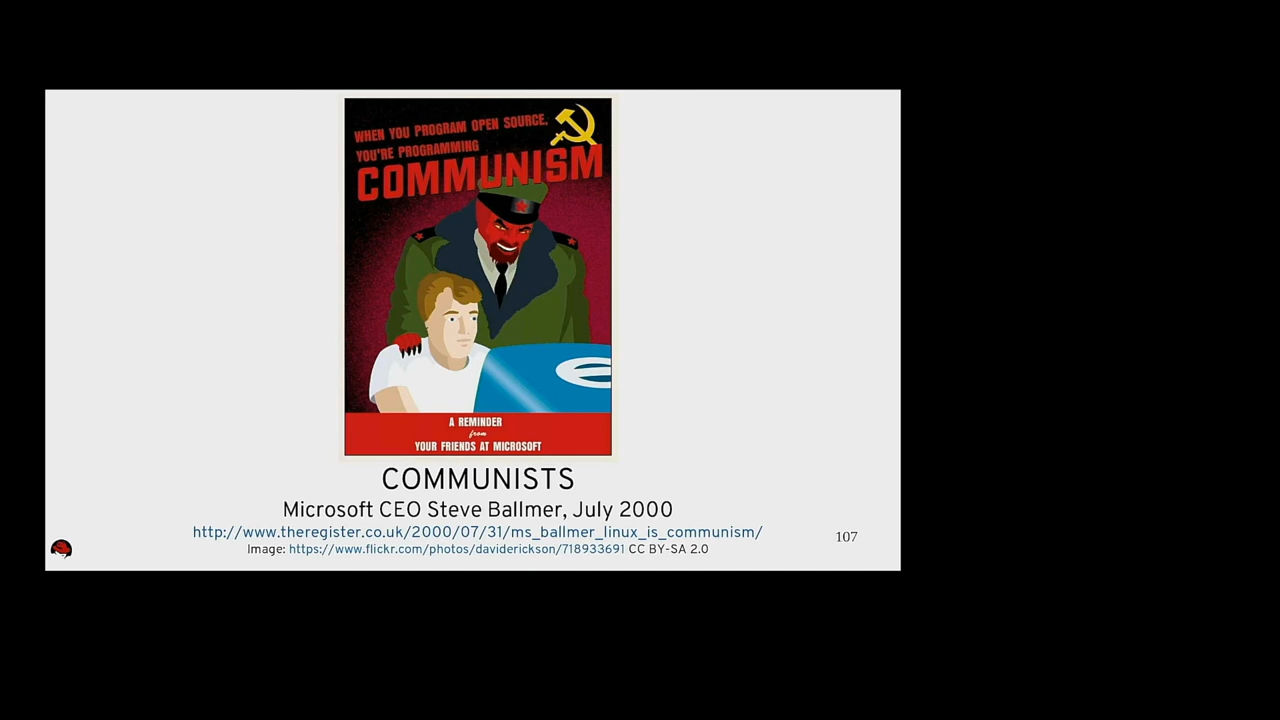 WHEN YOU PROGRAM OPEN SOURCE,
YOU'RE PROGRAMMING
COMMUNISM
A REMINDER
from
YOUR FRIENDS AT MICROSOFT
COMMUNISTS
Microsoft CEO Steve Ballmer, July 2000
http://www.theregister.co.uk/2000/07/31/ms_ballmer_linux_is_communism/
Image: https://www.flickr.com/photos/daviderickson/718933691 CC BY-SA 2.0
107